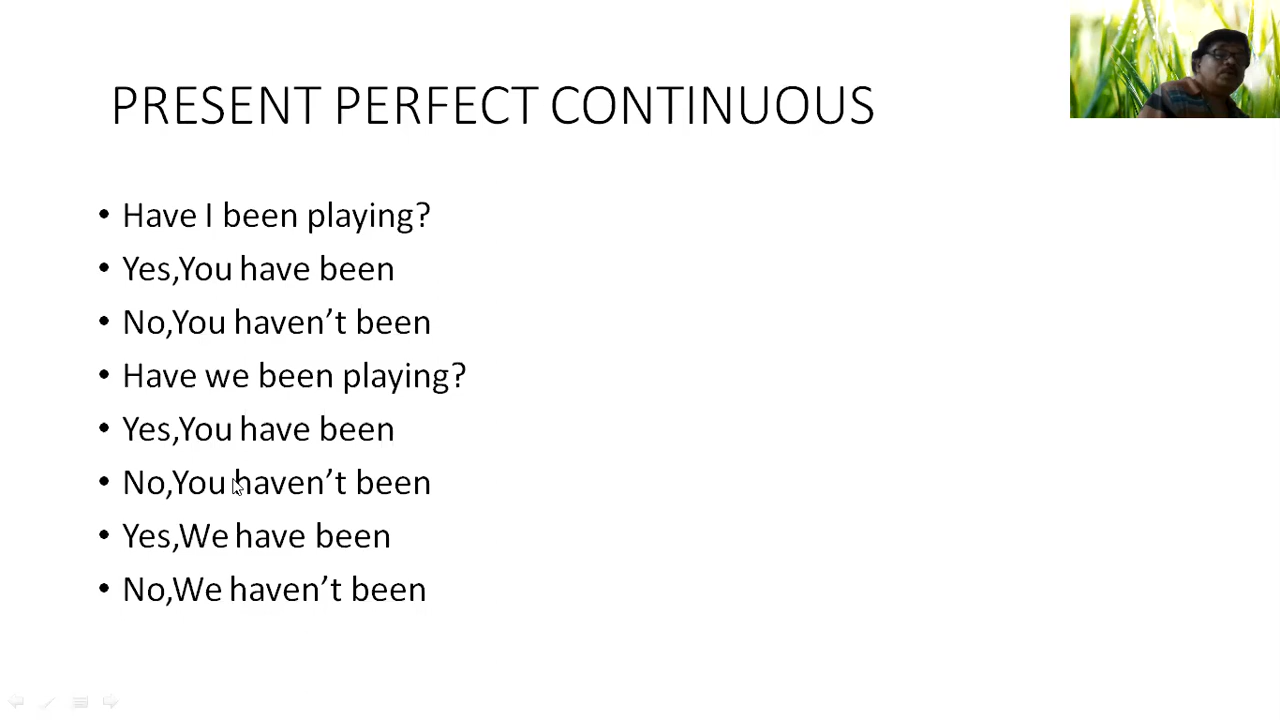 PRESENT PERFECT CONTINUOUS
• Have I been playing?
• Yes,You have been
• No,You haven’t been
• Have we been playing?
• Yes,You have been
• No,You haven’t been
• Yes,We have been
• No,We haven’t been